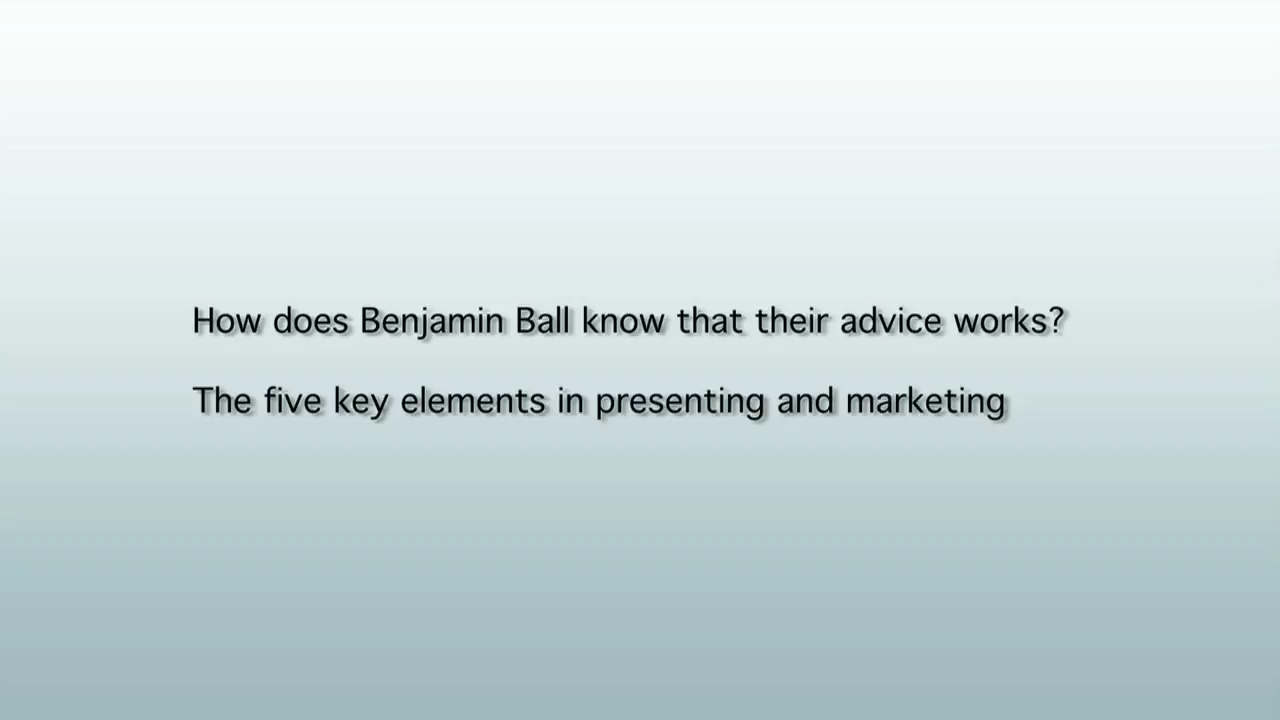 How does Benjamin Ball know that their advice works?
The five key elements in presenting and marketing